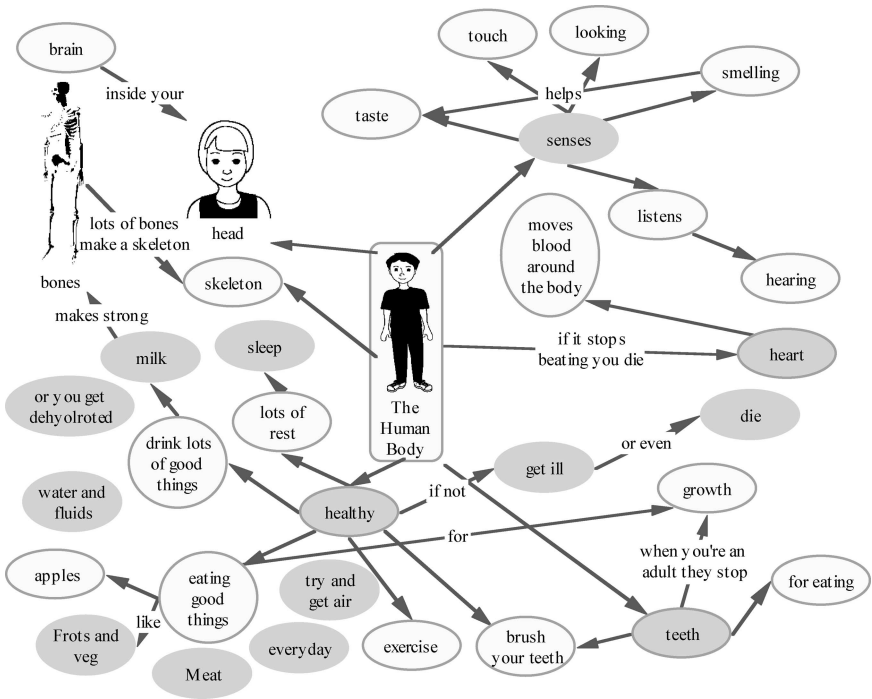 brain
touch
looking
smelling
inside your
helps
taste
senses
lots of bones
make a skeleton
head
moves
blood
around
the body
listens
bones
skeleton
hearing
makes strong
milk
sleep
if it stops
beating you die
heart
or you get
dehyolroted
drink lots
of good
things
lots of
rest
The
Human
Body
die
or even
get ill
water and
fluids
healthy
if not
growth
for
apples
eating
good
things
try and
get air
when you're an
adult they stop
for eating
like
Frots and
veg
Meat
everyday
exercise
brush
your teeth
teeth